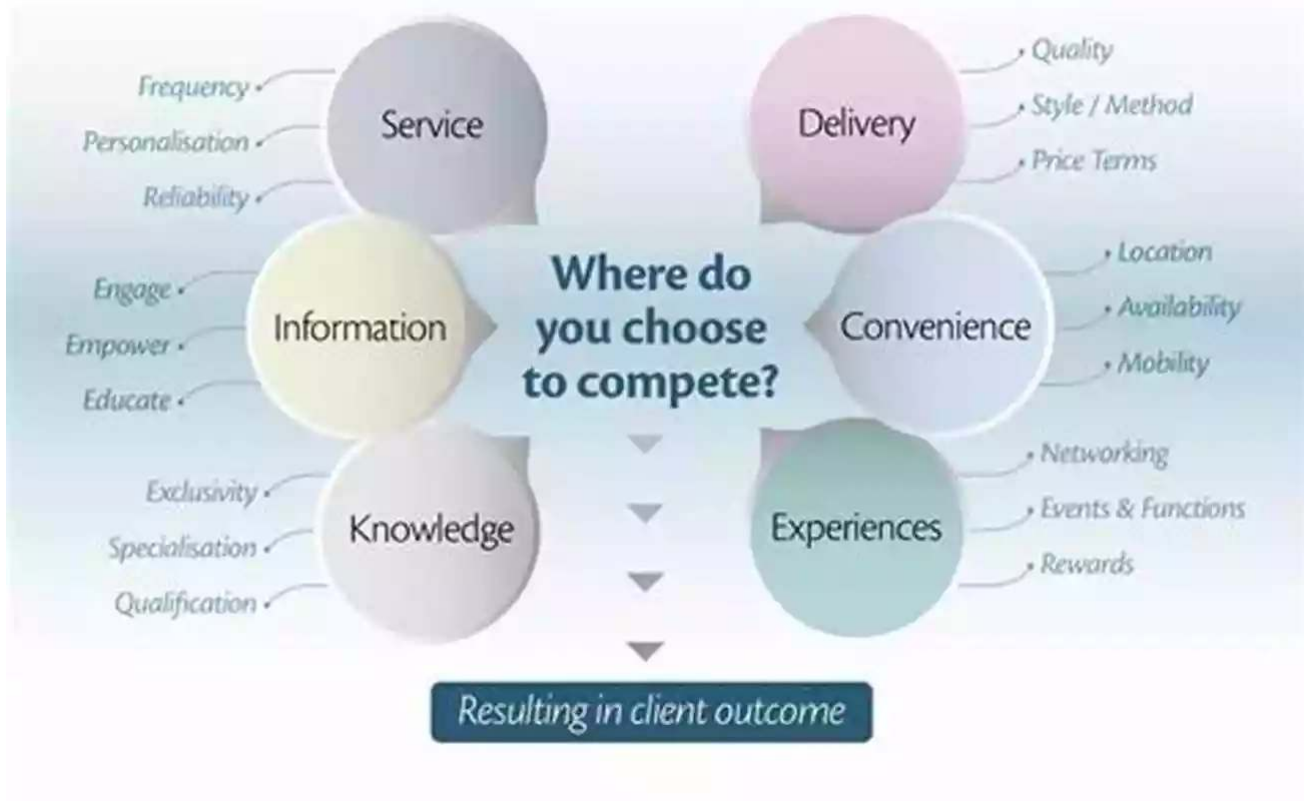 Service
Frequency
Personalisation
Reliability
Information
Engage
Empower
Educate
Knowledge
Exclusivity
Specialisation
Qualification
Where do
you choose
to compete?
Delivery
Quality
Style / Method
Price Terms
Convenience
Location
Availability
Mobility
Experiences
Networking
Events & Functions
Rewards
Resulting in client outcome